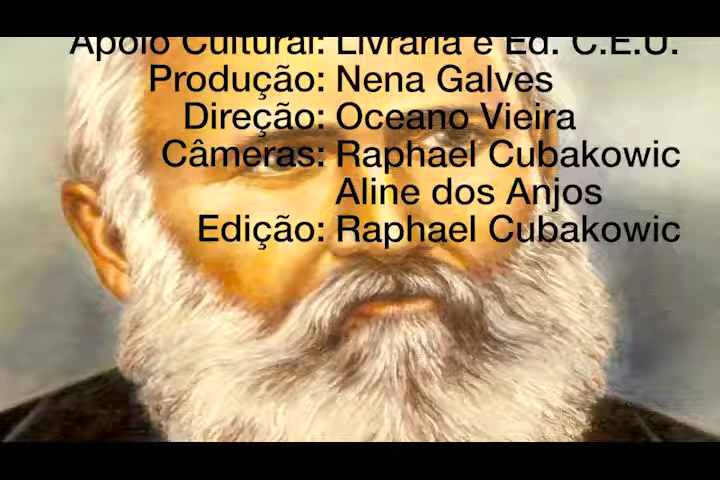 Apoio Cultural: Livraria e Ed. C.E.U.
Produção: Nena Galves
Direção: Oceano Vieira
Câmeras: Raphael Cubakowic
Aline dos Anjos
Edição: Raphael Cubakowic